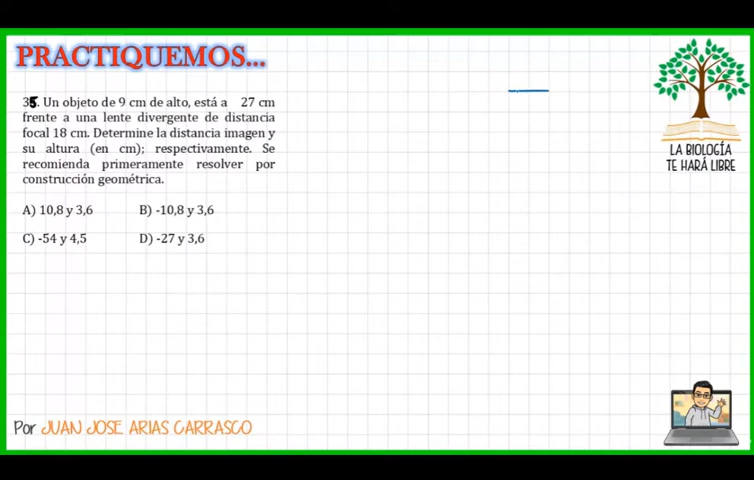 PRACTIQUEMOS...
35. Un objeto de 9 cm de alto, está a 27 cm
frente a una lente divergente de distancia
focal 18 cm. Determine la distancia imagen y
su altura (en cm); respectivamente. Se
recomienda primeramente resolver por
construcción geométrica.
A) 10,8 y 3,6 B) -10,8 y 3,6
C) -54 y 4,5 D) -27 y 3,6
LA BIOLOGÍA
TE HARÁ LIBRE
Por JUAN JOSE ARIAS CARRASCO